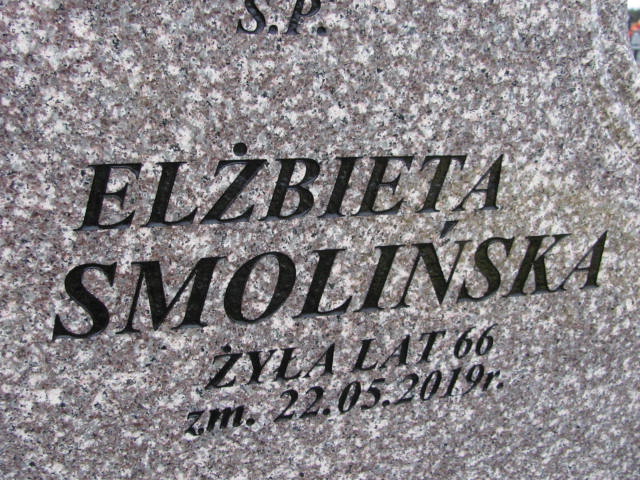 Ś.P.
ELŻBIETA
SMOLIŃSKA
ŻYŁA LAT 66
zm. 22.05.2019r.